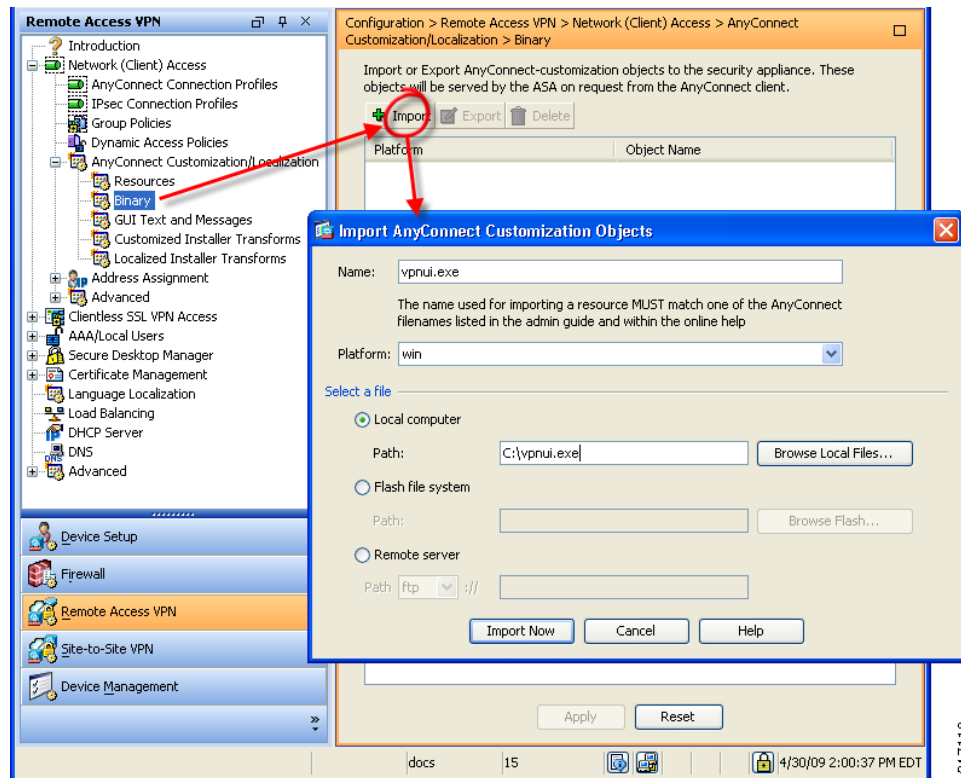 Remote Access VPN
Introduction
Network (Client) Access
AnyConnect Connection Profiles
IPsec Connection Profiles
Group Policies
Dynamic Access Policies
AnyConnect Customization/Localization
Resources
Binary
GUI Text and Messages
Customized Installer Transforms
Localized Installer Transforms
Address Assignment
Advanced
Clientless SSL VPN Access
AAA/Local Users
Secure Desktop Manager
Certificate Management
Language Localization
Load Balancing
DHCP Server
DNS
Advanced
Device Setup
Firewall
Remote Access VPN
Site-to-Site VPN
Device Management
Configuration > Remote Access VPN > Network (Client) Access > AnyConnect
Customization/Localization > Binary
Import or Export AnyConnect-customization objects to the security appliance. These
objects will be served by the ASA on request from the AnyConnect client.
Import Export Delete
Platform Object Name
Import AnyConnect Customization Objects
Name: vpnui.exe
The name used for importing a resource MUST match one of the AnyConnect
filenames listed in the admin guide and within the online help
Platform: win
Select a file
Local computer
Path: C:\vpnui.exe Browse Local Files...
Flash file system
Path: Browse Flash...
Remote server
Path ftp ://
Import Now Cancel Help
Apply Reset
docs 15 4/30/09 2:00:37 PM EDT